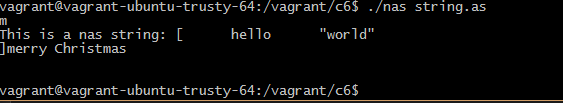 vagrant@vagrant-ubuntu-trusty-64:/vagrant/c6$ ./nas string.as
m
This is a nas string: [      hello      "world"
]merry Christmas
vagrant@vagrant-ubuntu-trusty-64:/vagrant/c6$